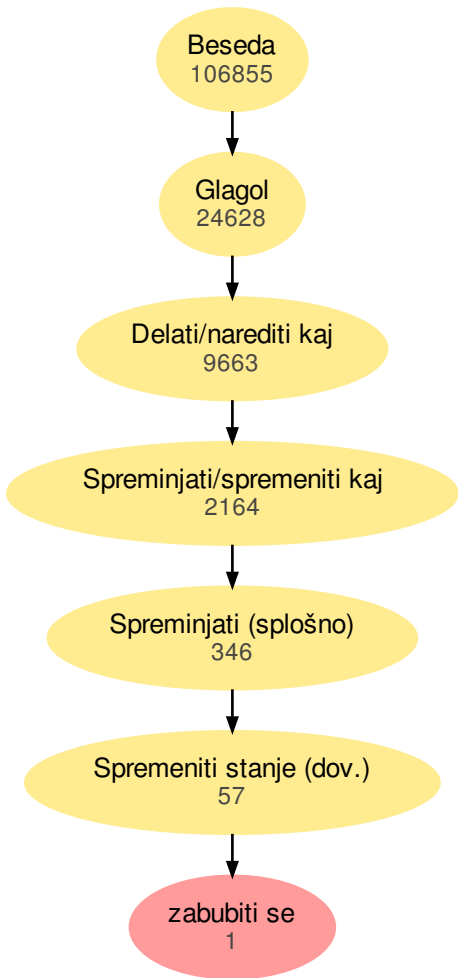 Beseda
106855
Glagol
24628
Delati/narediti kaj
9663
Spreminjati/spremeniti kaj
2164
Spreminjati (splošno)
346
Spremeniti stanje (dov.)
57
zabubiti se
1